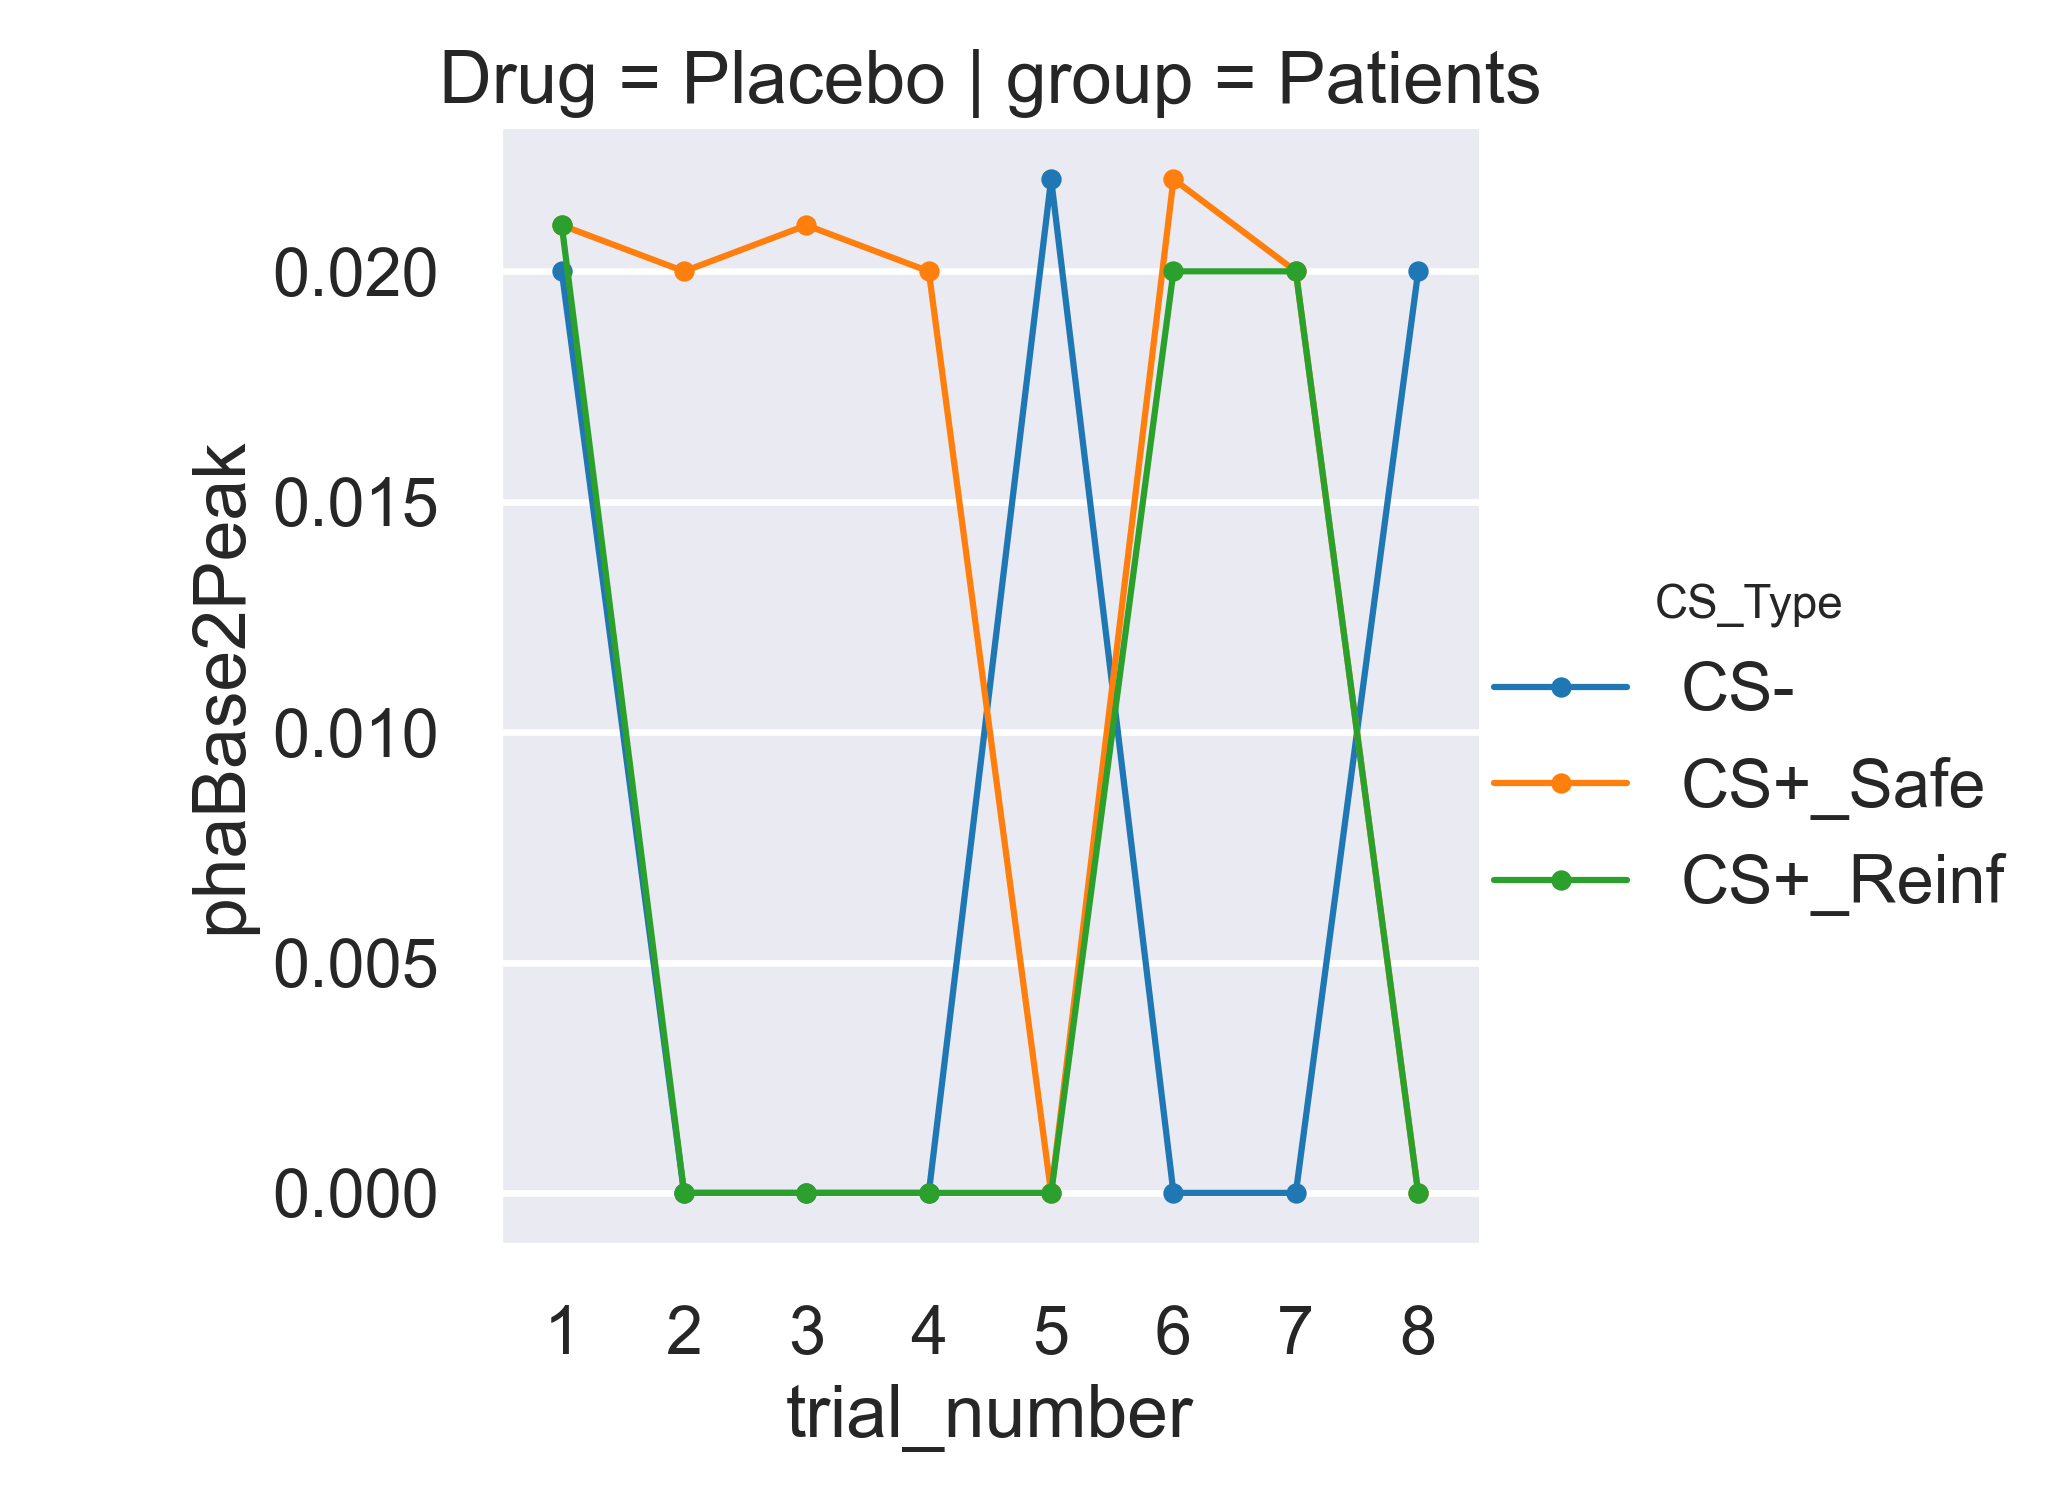 Drug = Placebo | group = Patients
phaBase2Peak
0.020
0.015
0.010
0.005
0.000
1 2 3 4 5 6 7 8
trial_number
CS_Type
CS-
CS+_Safe
CS+_Reinf